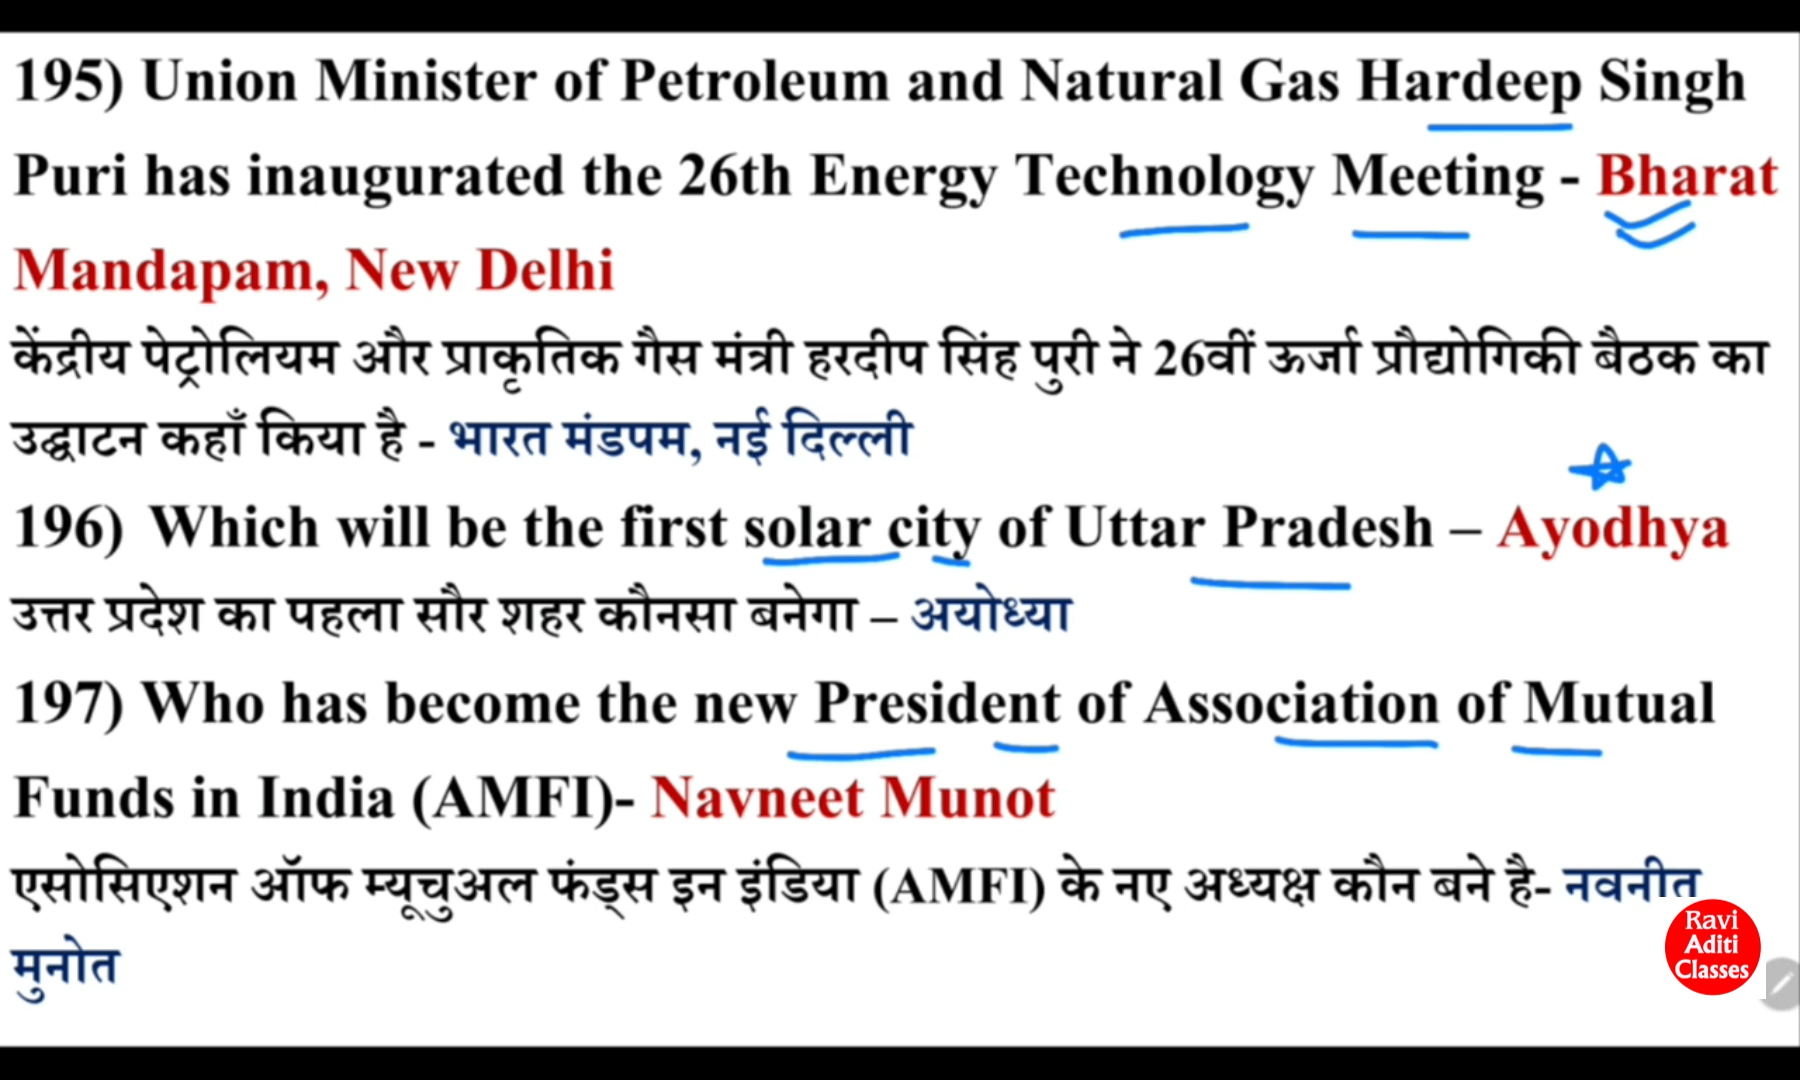 195) Union Minister of Petroleum and Natural Gas Hardeep Singh
Puri has inaugurated the 26th Energy Technology Meeting - Bharat
Mandapam, New Delhi
केंद्रीय पेट्रोलियम और प्राकृतिक गैस मंत्री हरदीप सिंह पुरी ने 26वीं ऊर्जा प्रौद्योगिकी बैठक का
उद्घाटन कहाँ किया है - भारत मंडपम, नई दिल्ली
196) Which will be the first solar city of Uttar Pradesh – Ayodhya
उत्तर प्रदेश का पहला सौर शहर कौनसा बनेगा – अयोध्या
197) Who has become the new President of Association of Mutual
Funds in India (AMFI)- Navneet Munot
एसोसिएशन ऑफ म्यूचुअल फंड्स इन इंडिया (AMFI) के नए अध्यक्ष कौन बने है- नवनीत
मुनोत
Ravi
Aditi
Classes